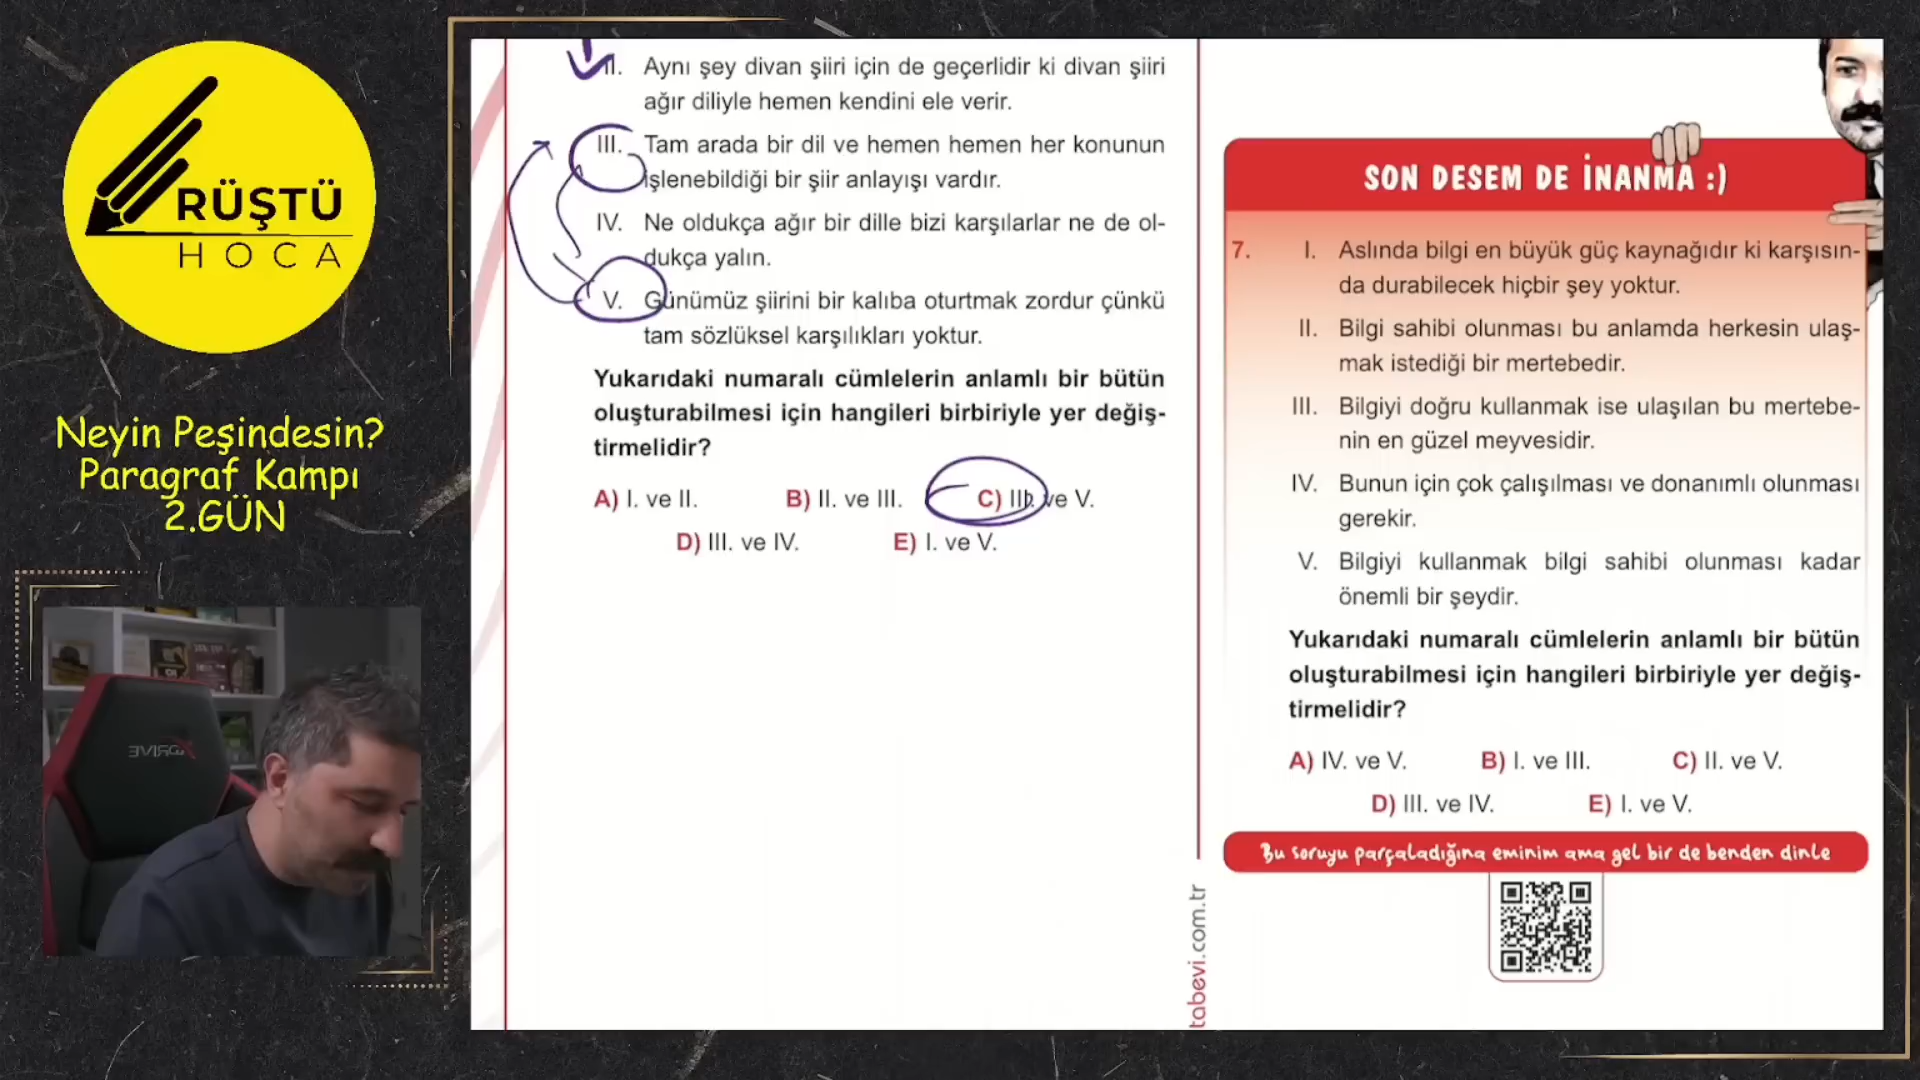 RÜŞTÜ
HOCA
Neyin Peşindesin?
Paragraf Kampı
2.GÜN
II. Aynı şey divan şiiri için de geçerlidir ki divan şiiri
ağır diliyle hemen kendini ele verir.
III. Tam arada bir dil ve hemen hemen her konunun
işlenebildiği bir şiir anlayışı vardır.
IV. Ne oldukça ağır bir dille bizi karşılarlar ne de ol-
dukça yalın.
V. Günümüz şiirini bir kalıba oturtmak zordur çünkü
tam sözlüksel karşılıkları yoktur.
Yukarıdaki numaralı cümlelerin anlamlı bir bütün
oluşturabilmesi için hangileri birbiriyle yer değiş-
tirmelidir?
A) I. ve II. B) II. ve III. C) III. ve V.
D) III. ve IV. E) I. ve V.
tabevi.com.tr
SON DESEM DE İNANMA :)
7. I. Aslında bilgi en büyük güç kaynağıdır ki karşısın-
da durabilecek hiçbir şey yoktur.
II. Bilgi sahibi olunması bu anlamda herkesin ulaş-
mak istediği bir mertebedir.
III. Bilgiyi doğru kullanmak ise ulaşılan bu mertebe-
nin en güzel meyvesidir.
IV. Bunun için çok çalışılması ve donanımlı olunması
gerekir.
V. Bilgiyi kullanmak bilgi sahibi olunması kadar
önemli bir şeydir.
Yukarıdaki numaralı cümlelerin anlamlı bir bütün
oluşturabilmesi için hangileri birbiriyle yer değiş-
tirmelidir?
A) IV. ve V. B) I. ve III. C) II. ve V.
D) III. ve IV. E) I. ve V.
Bu soruyu parçaladığına eminim ama gel bir de benden dinle